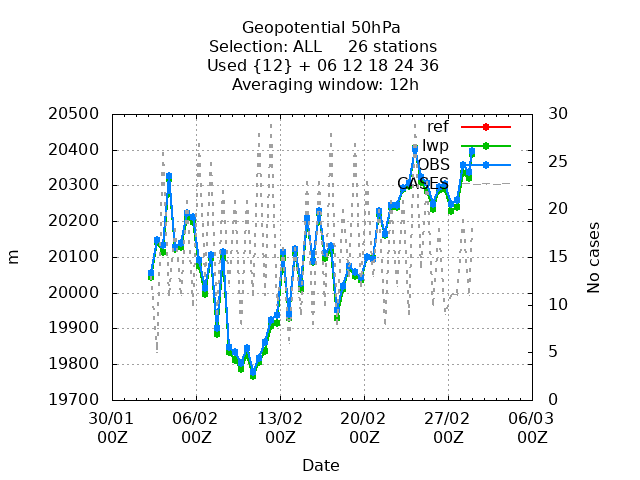 Geopotential 50hPa
Selection: ALL     26 stations
Used {12} + 06 12 18 24 36
Averaging window: 12h
20500
20400
20300
20200
20100
20000
19900
19800
19700
m
30
25
20
15
10
5
0
No cases
ref
lwp
OBS
CASES
30/01 06/02 13/02 20/02 27/02 06/03
00Z 00Z 00Z 00Z 00Z 00Z
Date